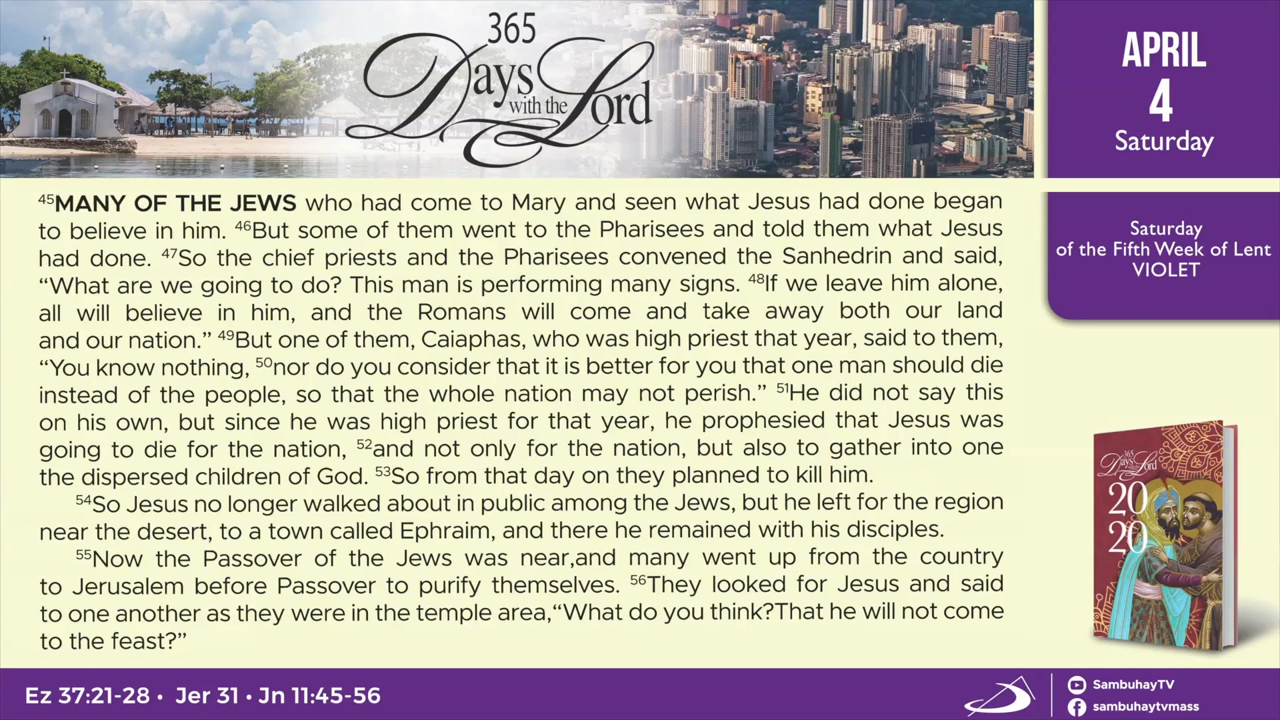 365
Days with the Lord
APRIL
4
Saturday
Saturday
of the Fifth Week of Lent
VIOLET
⁴⁵MANY OF THE JEWS who had come to Mary and seen what Jesus had done began
to believe in him. ⁴⁶But some of them went to the Pharisees and told them what Jesus
had done. ⁴⁷So the chief priests and the Pharisees convened the Sanhedrin and said,
“What are we going to do? This man is performing many signs. ⁴⁸If we leave him alone,
all will believe in him, and the Romans will come and take away both our land
and our nation.” ⁴⁹But one of them, Caiaphas, who was high priest that year, said to them,
“You know nothing, ⁵⁰nor do you consider that it is better for you that one man should die
instead of the people, so that the whole nation may not perish.” ⁵¹He did not say this
on his own, but since he was high priest for that year, he prophesied that Jesus was
going to die for the nation, ⁵²and not only for the nation, but also to gather into one
the dispersed children of God. ⁵³So from that day on they planned to kill him.
⁵⁴So Jesus no longer walked about in public among the Jews, but he left for the region
near the desert, to a town called Ephraim, and there he remained with his disciples.
⁵⁵Now the Passover of the Jews was near,and many went up from the country
to Jerusalem before Passover to purify themselves. ⁵⁶They looked for Jesus and said
to one another as they were in the temple area,“What do you think?That he will not come
to the feast?”
365
Days with the Lord
20
20
Ez 37:21-28 • Jer 31 • Jn 11:45-56
SambuhayTV
sambuhaytvmass